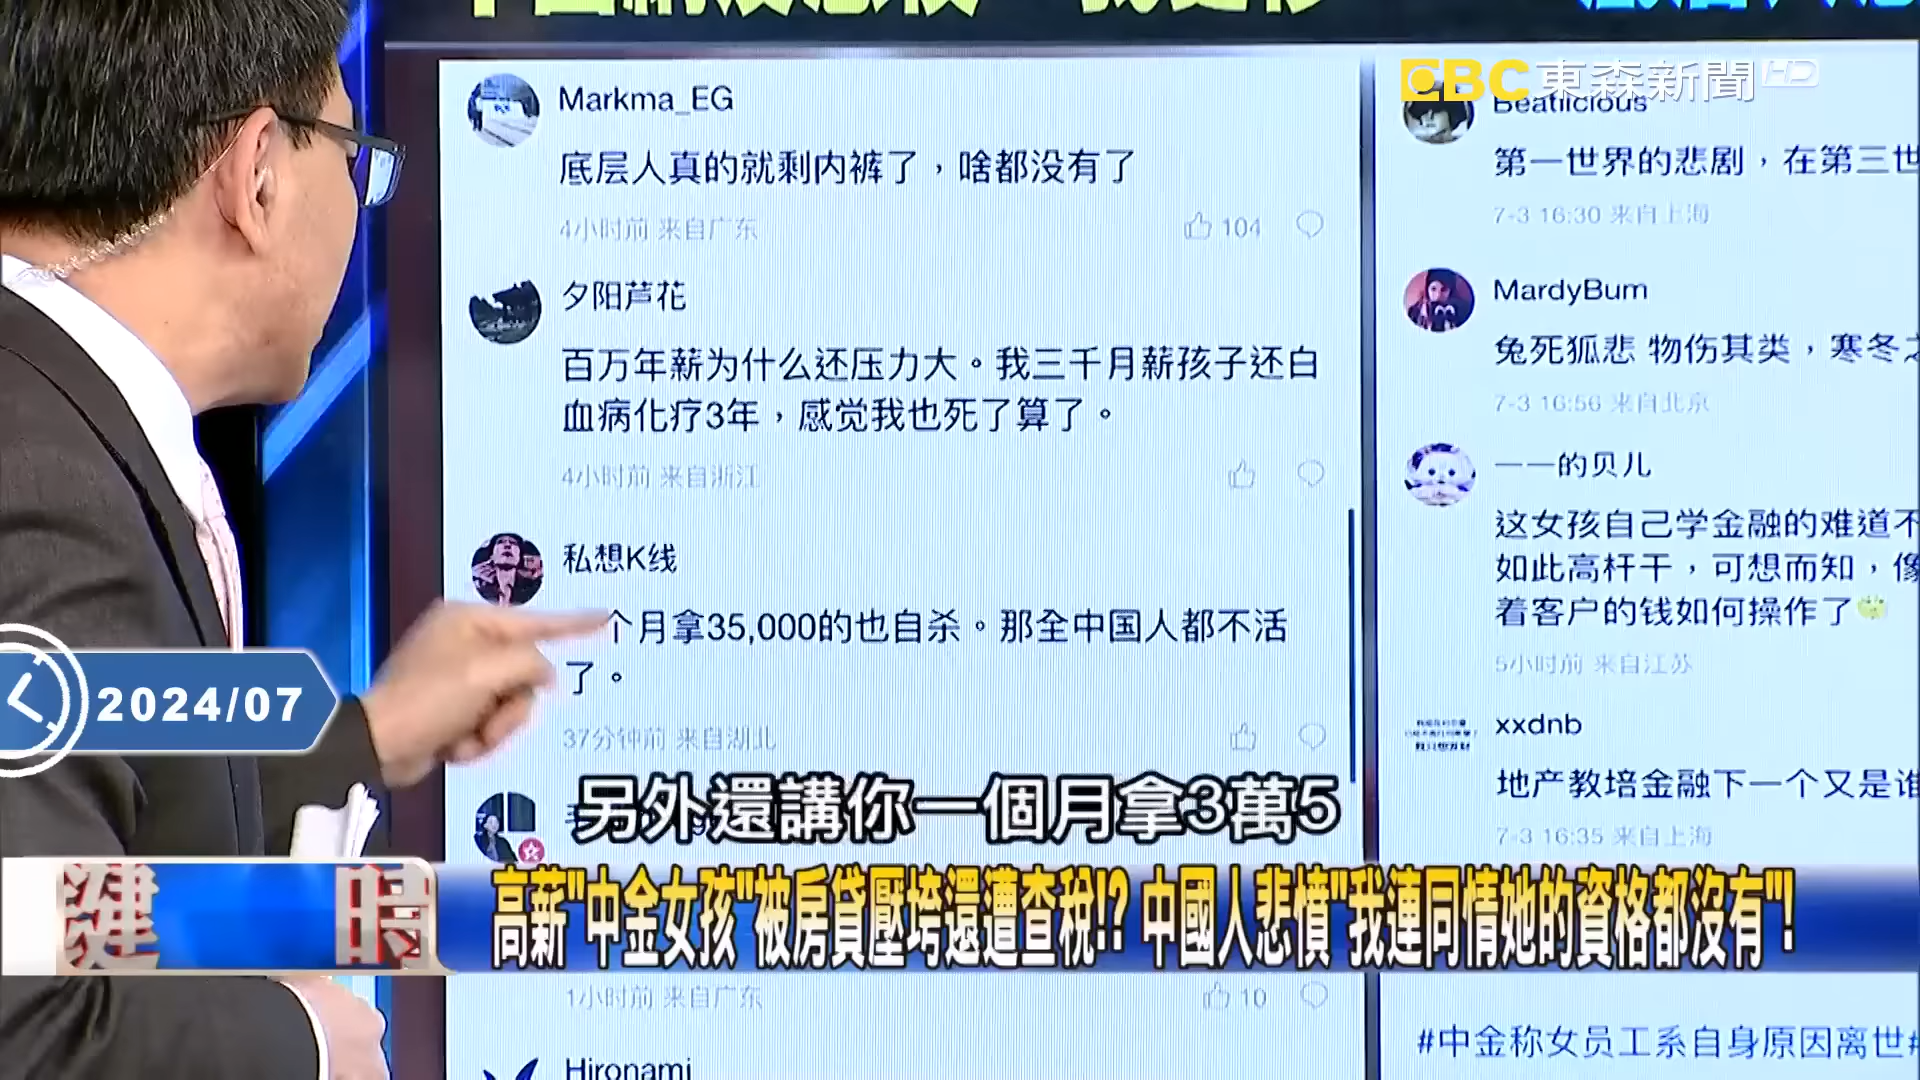 EBC 東森新聞 HD
Markma_EG
底层人真的就剩内裤了，啥都没有了
4小时前 来自广东
104
夕阳芦花
百万年薪为什么还压力大。我三千月薪孩子还白
血病化疗3年，感觉我也死了算了。
4小时前 来自浙江
私想K线
个月拿35,000的也自杀。那全中国人都不活
了。
37分钟前 来自湖北
1小时前 来自广东
10
Hironami
Beatlicious
第一世界的悲剧，在第三世
7-3 16:30 来自上海
MardyBum
兔死狐悲 物伤其类，寒冬之
7-3 16:56 来自北京
一一的贝儿
这女孩自己学金融的难道不
如此高杆干，可想而知，像
着客户的钱如何操作了
5小时前 来自江苏
xxdnb
地产教培金融下一个又是谁
7-3 16:35 来自上海
#中金称女员工系自身原因离世#
2024/07
另外還講你一個月拿3萬5
鍵 時
高薪"中金女孩"被房貸壓垮還遭查稅!? 中國人悲憤"我連同情她的資格都沒有"!